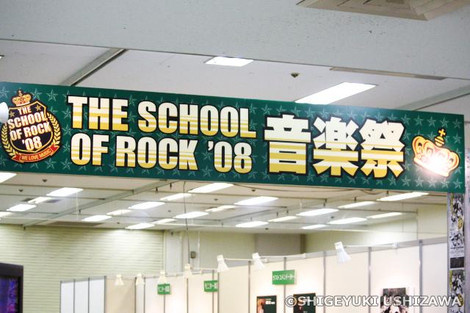 THE SCHOOL
OF ROCK '08
音楽祭
THE
SCHOOL
OF ROCK
'08
WE LOVE MUSIC
©SHIGEYUKI USHIZAWA